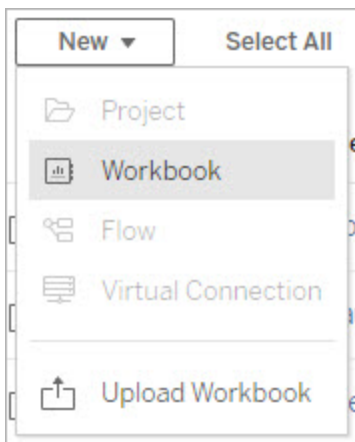 New
Select All
Project
Workbook
Flow
Virtual Connection
Upload Workbook